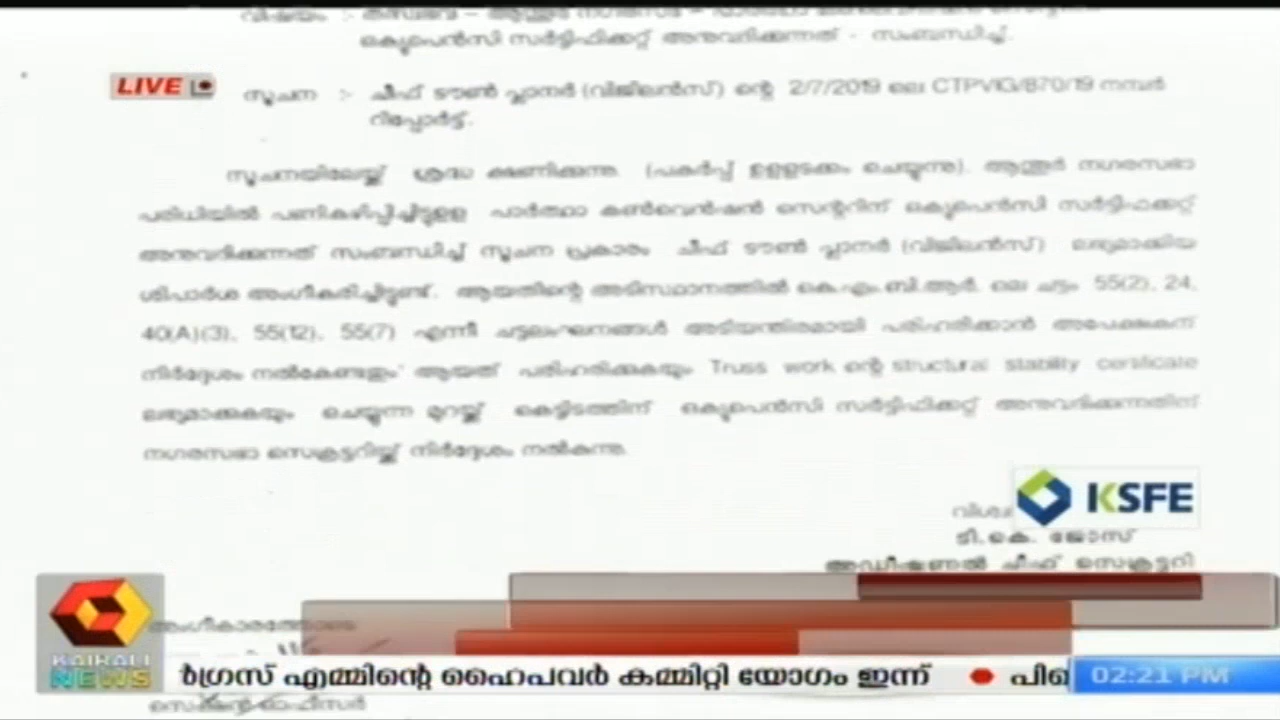 ഒക്യുപെൻസി സർട്ടിഫിക്കറ്റ് അനുവദിക്കുന്നത് - സംബന്ധിച്ച്.
LIVE
സൂചന :- ചീഫ് ടൗൺ പ്ലാനർ (വിജിലൻസ്) ന്റെ 2/7/2019 ലെ CTPVIG/870/19 നമ്പർ
റിപ്പോർട്ട്.
സൂചനയിലേയ്ക്ക് ശ്രദ്ധ ക്ഷണിക്കുന്നു. (പകർപ്പ് ഉള്ളടക്കം ചെയ്യുന്നു). ആന്തൂർ നഗരസഭാ
പരിധിയിൽ പണികഴിപ്പിച്ചിട്ടുള്ള പാർത്ഥാ കൺവെൻഷൻ സെന്ററിന് ഒക്യുപെൻസി സർട്ടിഫക്കറ്റ്
അനുവദിക്കുന്നത് സംബന്ധിച്ച് സൂചന പ്രകാരം ചീഫ് ടൗൺ പ്ലാനർ (വിജിലൻസ്) ലഭ്യമാക്കിയ
ശിപാർശ അംഗീകരിച്ചിട്ടുണ്ട്. ആയതിന്റെ അടിസ്ഥാനത്തിൽ കെ.എം.ബി.ആർ. ലെ ചട്ടം 55(2), 24,
40(A)(3), 55(12), 55(7) എന്നീ ചട്ടലംഘനങ്ങൾ അടിയന്തിരമായി പരിഹരിക്കാൻ അപേക്ഷകന്
നിർദ്ദേശം നൽകേണ്ടതും ആയത് പരിഹരിക്കുകയും Truss work ന്റെ structural stability certificate
ലഭ്യമാക്കുകയും ചെയ്യുന്ന മുറയ്ക്ക് കെട്ടിടത്തിന് ഒക്യുപെൻസി സർട്ടിഫിക്കറ്റ് അനുവദിക്കുന്നതിന്
നഗരസഭാ സെക്രട്ടറിയ്ക്ക് നിർദ്ദേശം നൽകുന്നു.
KSFE
ടി.കെ. ജോസ്
അഡീഷണൽ ചീഫ് സെക്രട്ടറി
അംഗീകാരത്തോടെ
KAIRALI
NEWS
ർഗ്രസ് എമ്മിന്റെ ഹൈപവർ കമ്മിറ്റി യോഗം ഇന്ന്
02:21 PM
സെക്ഷൻ ഓഫീസർ